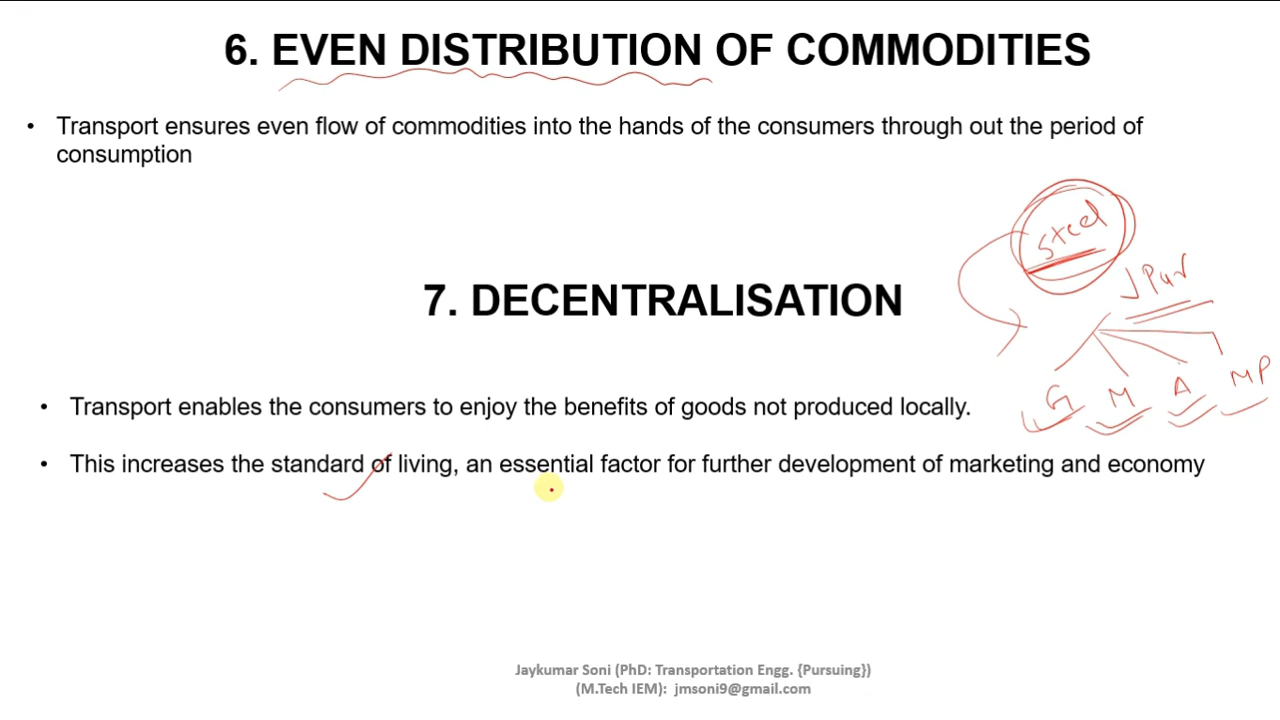 6. EVEN DISTRIBUTION OF COMMODITIES
• Transport ensures even flow of commodities into the hands of the consumers through out the period of
consumption
steel
JPur
7. DECENTRALISATION
G M A MP
• Transport enables the consumers to enjoy the benefits of goods not produced locally.
• This increases the standard of living, an essential factor for further development of marketing and economy
Jaykumar Soni (PhD: Transportation Engg. {Pursuing})
(M.Tech IEM): jmsoni9@gmail.com